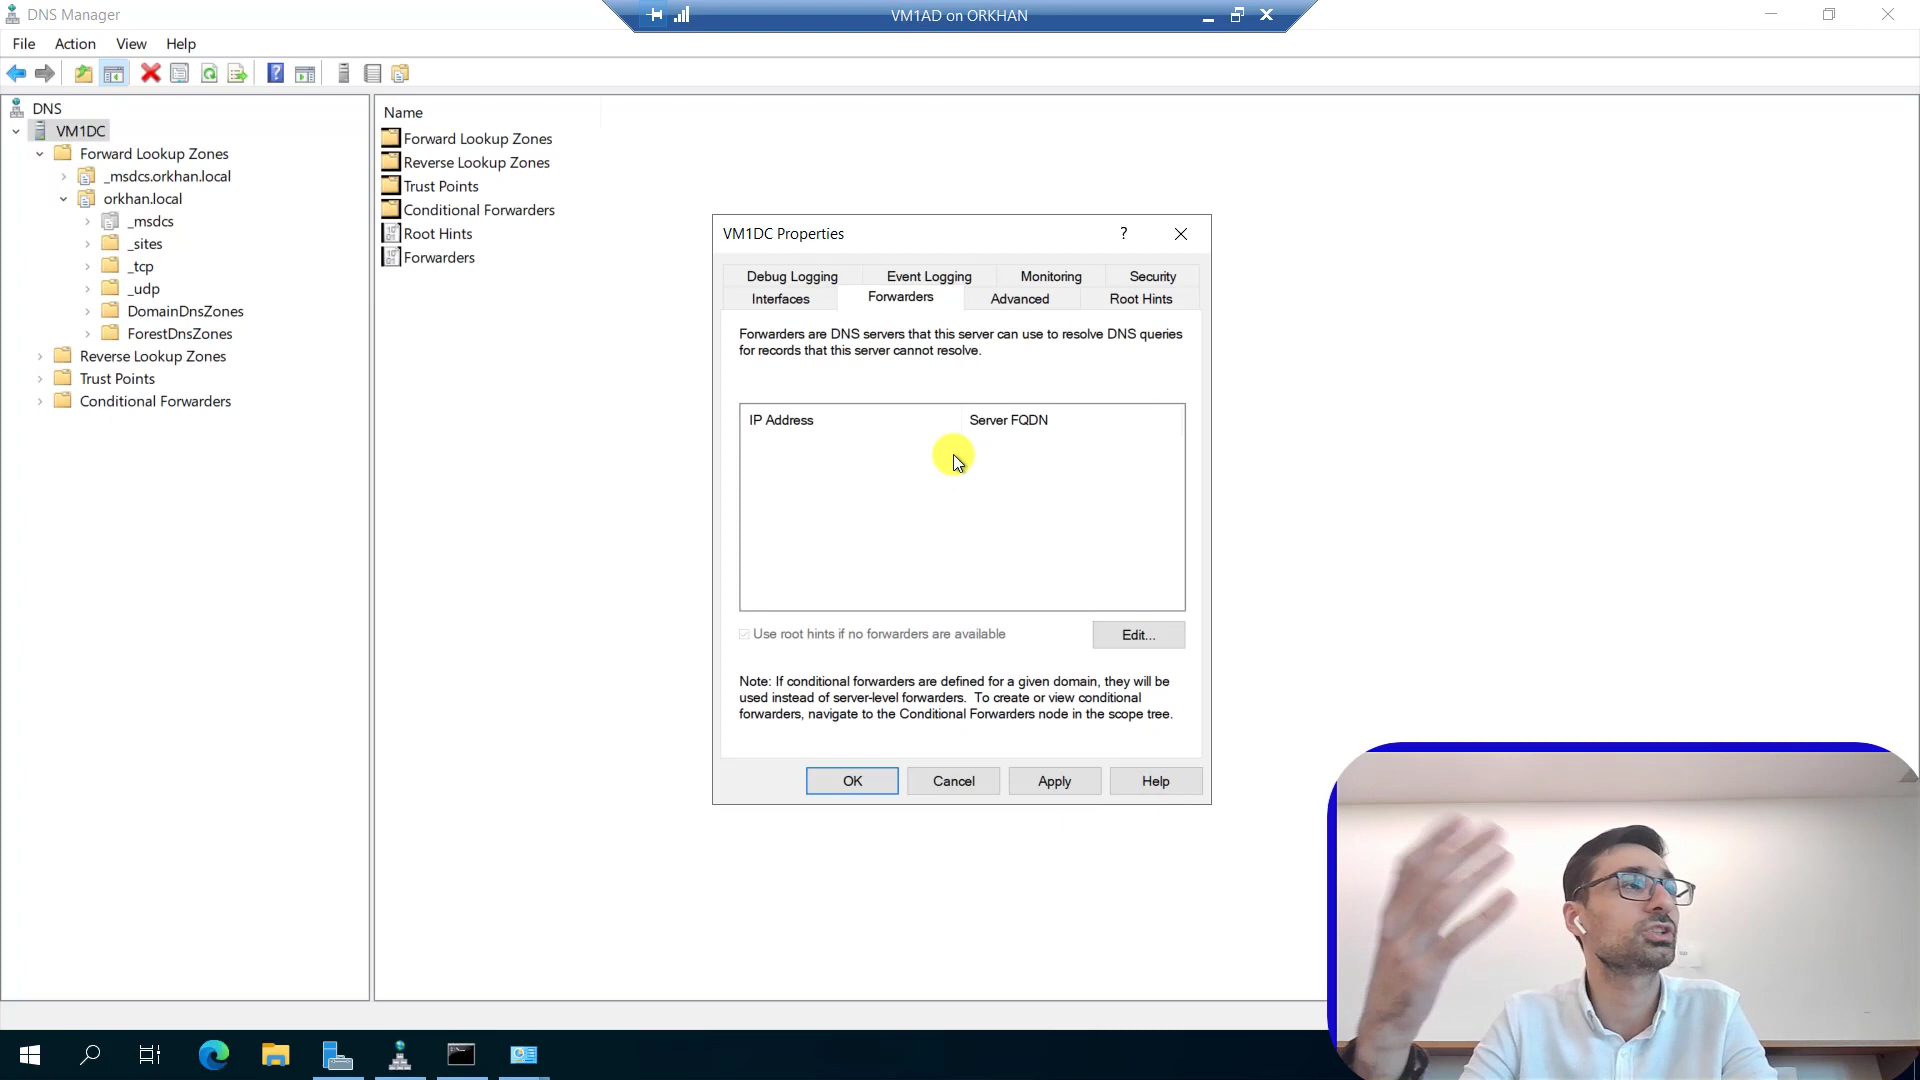 DNS Manager
VM1AD on ORKHAN
File Action View Help
DNS
VM1DC
Forward Lookup Zones
_msdcs.orkhan.local
orkhan.local
_msdcs
_sites
_tcp
_udp
DomainDnsZones
ForestDnsZones
Reverse Lookup Zones
Trust Points
Conditional Forwarders
Name
Forward Lookup Zones
Reverse Lookup Zones
Trust Points
Conditional Forwarders
Root Hints
Forwarders
VM1DC Properties
Debug Logging Event Logging Monitoring Security
Interfaces Forwarders Advanced Root Hints
Forwarders are DNS servers that this server can use to resolve DNS queries
for records that this server cannot resolve.
IP Address Server FQDN
Use root hints if no forwarders are available
Edit...
Note: If conditional forwarders are defined for a given domain, they will be
used instead of server-level forwarders. To create or view conditional
forwarders, navigate to the Conditional Forwarders node in the scope tree.
OK Cancel Apply Help